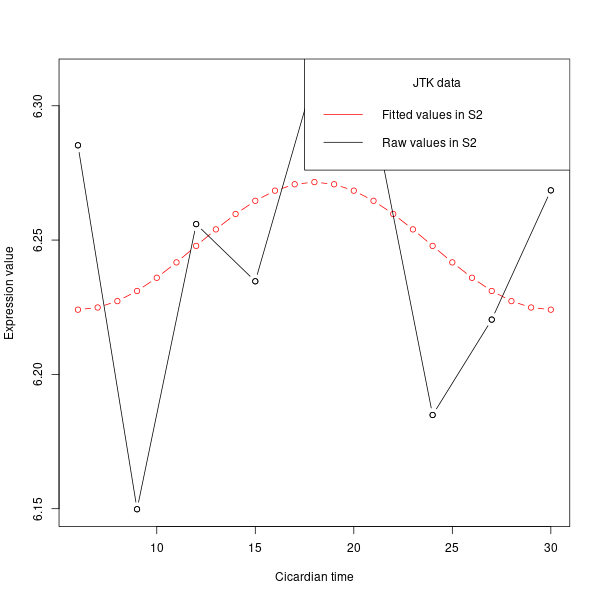 JTK data
Fitted values in S2
Raw values in S2
6.30
6.25
6.20
6.15
Expression value
10 15 20 25 30
Cicardian time